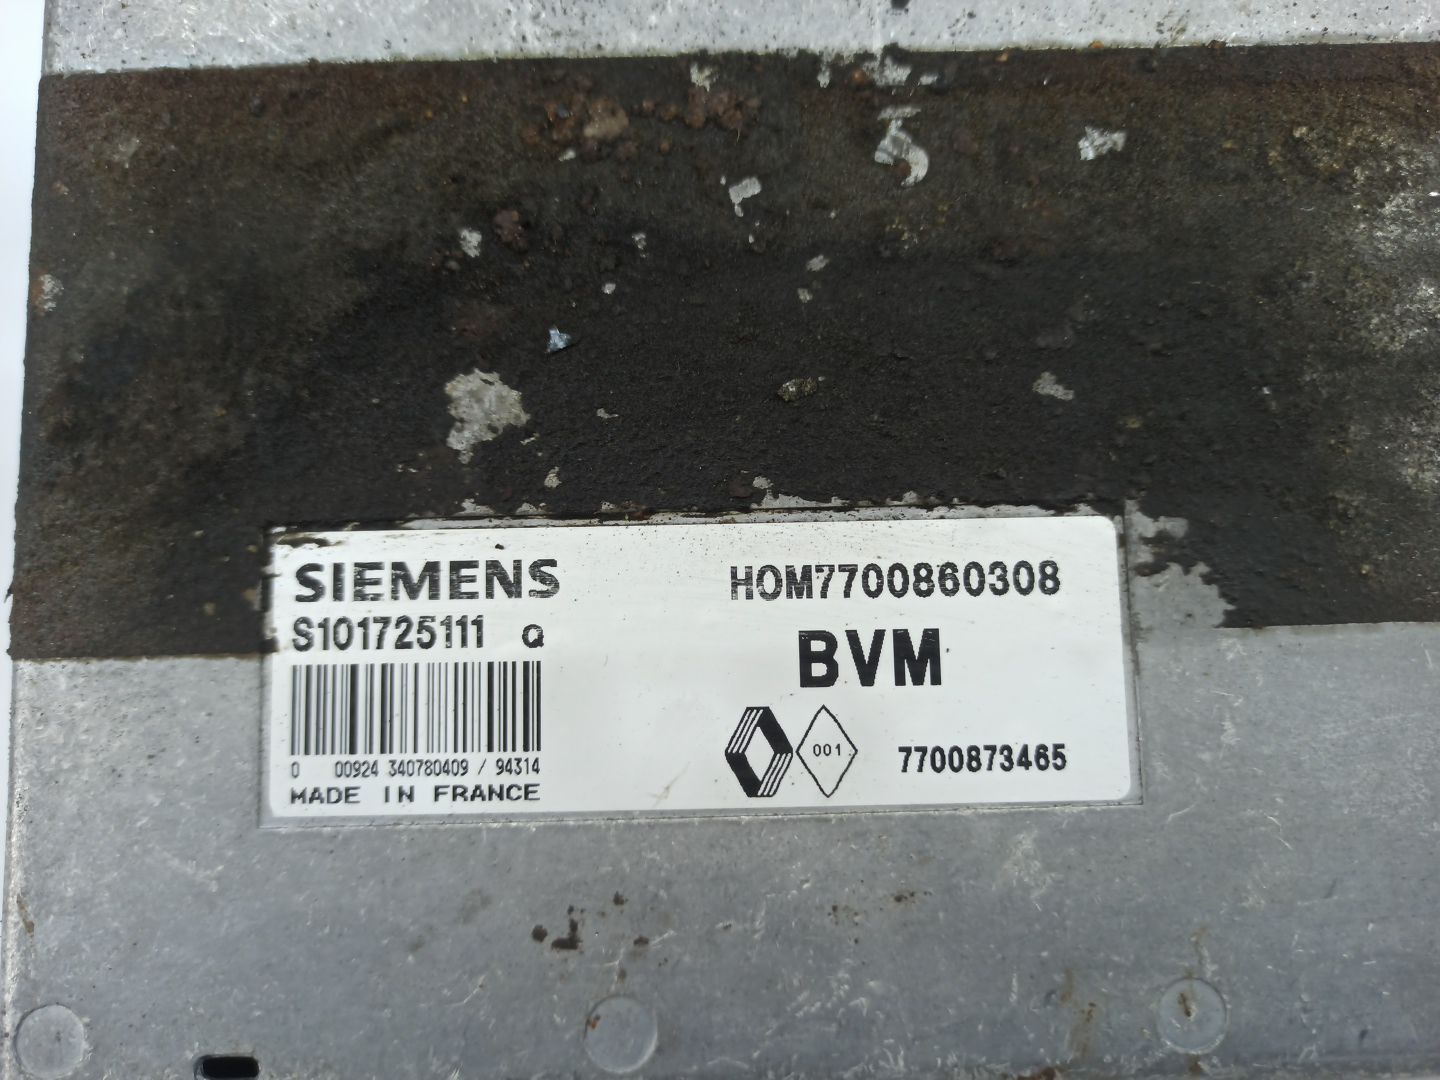 SIEMENS
S101725111 Q
0 00924 340780409 / 94314
MADE IN FRANCE
HOM7700860308
BVM
001
7700873465